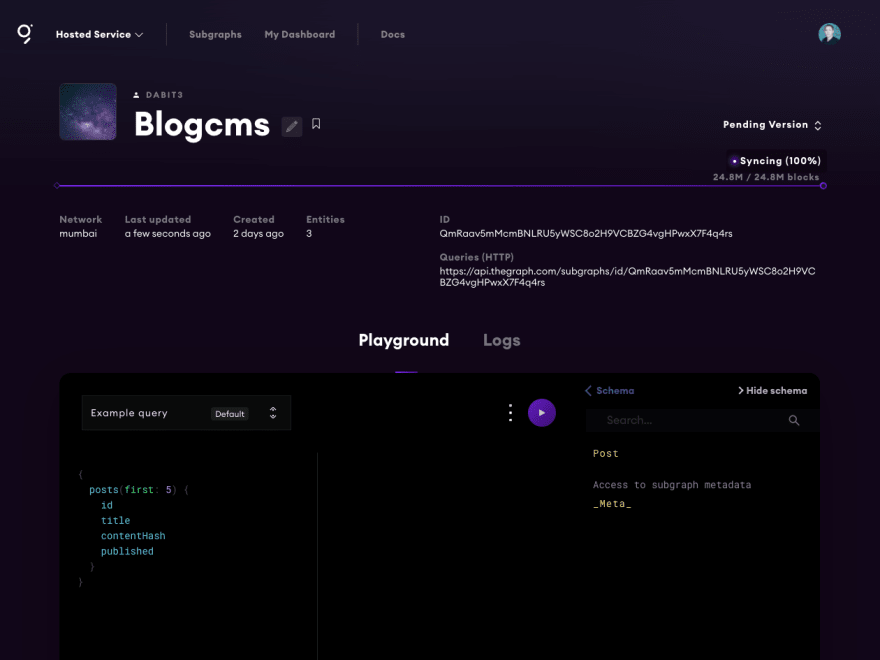 Hosted Service
Subgraphs
My Dashboard
Docs
DABIT3
Blogcms
Pending Version
Syncing (100%)
24.8M / 24.8M blocks
Network
mumbai
Last updated
a few seconds ago
Created
2 days ago
Entities
3
ID
QmRaav5mMcmBNLRU5yWSC8o2H9VCBZG4vgHPwxX7F4q4rs
Queries (HTTP)
https://api.thegraph.com/subgraphs/id/QmRaav5mMcmBNLRU5yWSC8o2H9VC
BZG4vgHPwxX7F4q4rs
Playground
Logs
Example query
Default
Schema
Hide schema
Search...
{
posts(first: 5) {
id
title
contentHash
published
}
}
Post
Access to subgraph metadata
_Meta_